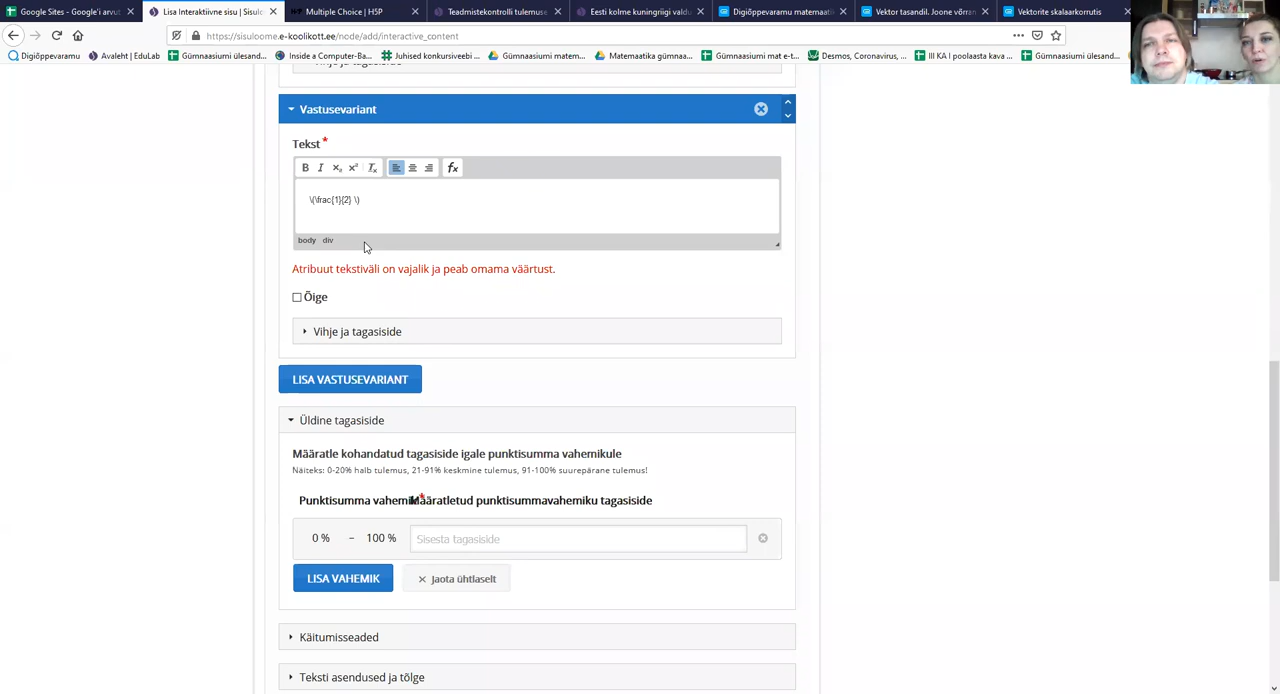 Google Sites - Google'i arvut
Lisa Interaktiivne sisu | Sisulo
Multiple Choice | H5P
Teadmistekontrolli tulemuse
Eesti kolme kuningriigi valdu
Digiõppevaramu matemaat
Vektor tasandil. Joone võrran
Vektorite skalaarkorrutis
https://sisuloome.e-koolikott.ee/node/add/interactive_content
Digiõppevaramu
Avaleht | EduLab
Gümnaasiumi ülesand...
Inside a Computer-Ba...
Juhised konkursiveebi ...
Gümnaasiumi matem...
Matemaatika gümnaa...
Gümnaasiumi mat e-t...
Desmos, Coronavirus, ...
III KA I poolaasta kava ...
Gümnaasiumi ülesand...
Vastusevariant
Tekst *
B I x₂ x² Tx fx
\(\frac{1}{2} \)
body div
Atribuut tekstiväli on vajalik ja peab omama väärtust.
Õige
Vihje ja tagasiside
LISA VASTUSEVARIANT
Üldine tagasiside
Määratle kohandatud tagasiside igale punktisumma vahemikule
Näiteks: 0-20% halb tulemus, 21-91% keskmine tulemus, 91-100% suurepärane tulemus!
Punktisumma vahemik * Määratletud punktisummavahemiku tagasiside
0 % – 100 % Sisesta tagasiside
LISA VAHEMIK Jaota ühtlaselt
Käitumisseaded
Teksti asendused ja tõlge